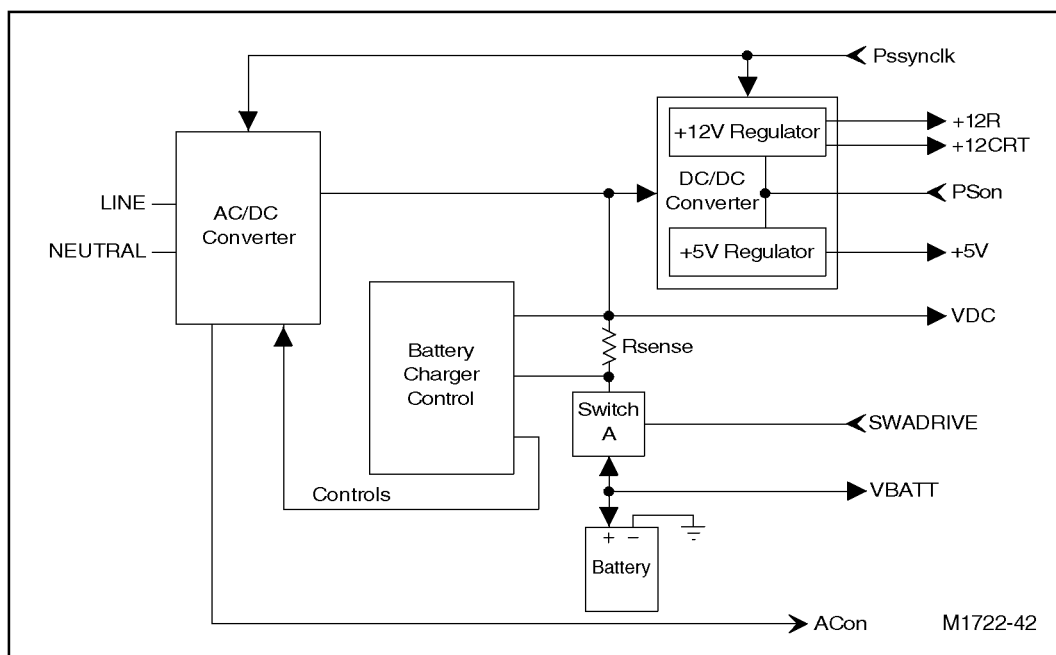 Pssynclk
+12V Regulator
+12R
+12CRT
DC/DC
Converter
PSon
LINE
AC/DC
Converter
NEUTRAL
+5V Regulator
+5V
VDC
Rsense
Battery
Charger
Control
Switch
A
SWADRIVE
Controls
VBATT
+ −
Battery
ACon
M1722-42